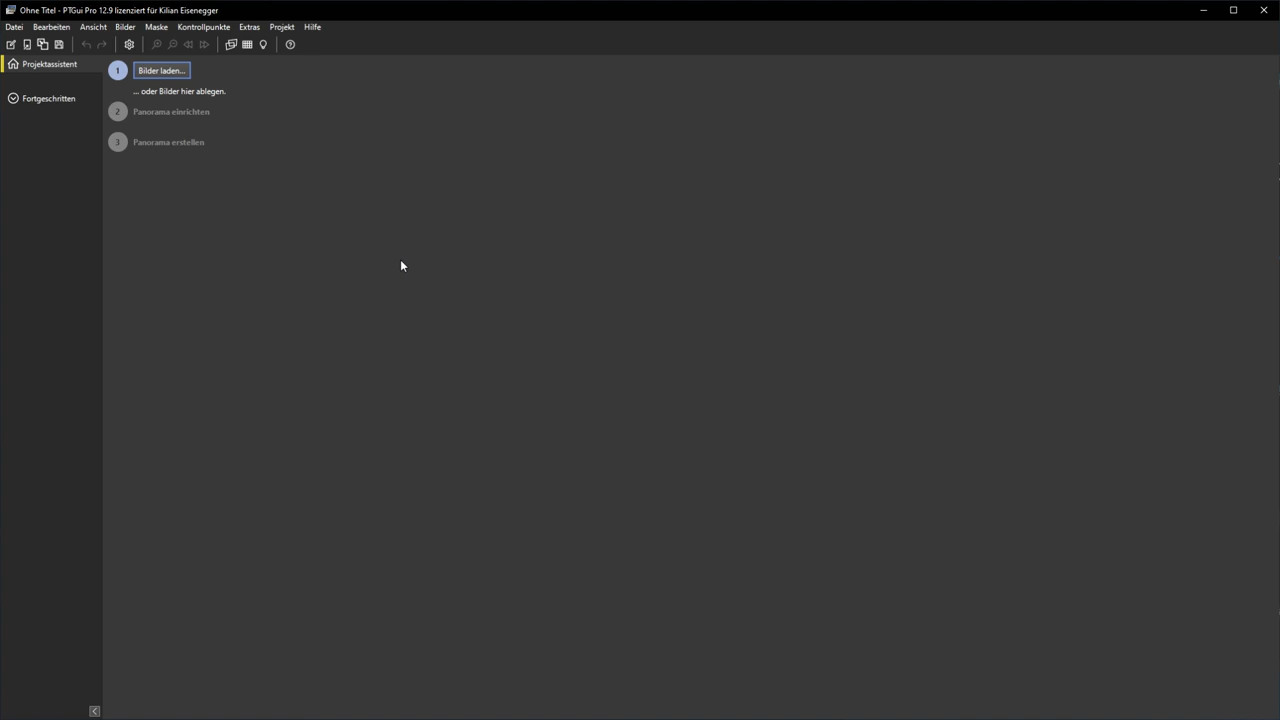 Ohne Titel - PTGui Pro 12.9 lizenziert für Kilian Eisenegger
Datei Bearbeiten Ansicht Bilder Maske Kontrollpunkte Extras Projekt Hilfe
Projektassistent
Fortgeschritten
1 Bilder laden...
... oder Bilder hier ablegen.
2 Panorama einrichten
3 Panorama erstellen